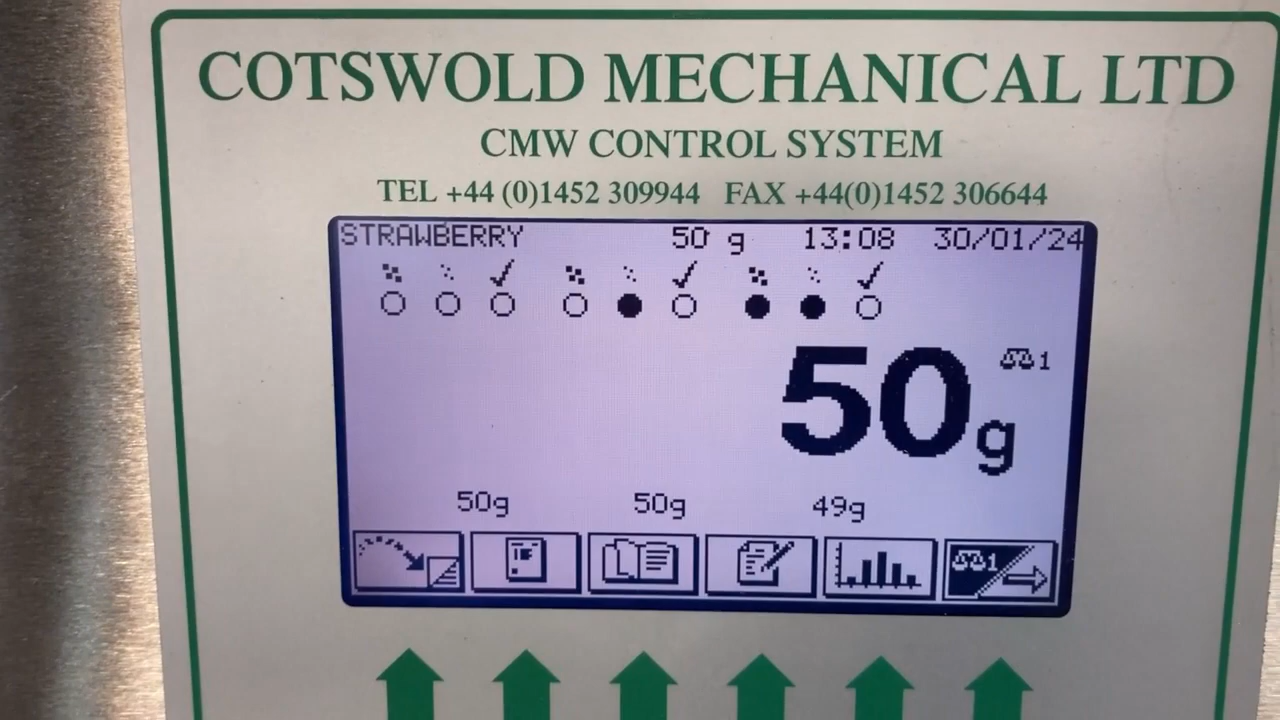 COTSWOLD MECHANICAL LTD
CMW CONTROL SYSTEM
TEL +44 (0)1452 309944 FAX +44(0)1452 306644
STRAWBERRY 50 g 13:08 30/01/24
50g 1
50g 50g 49g
1